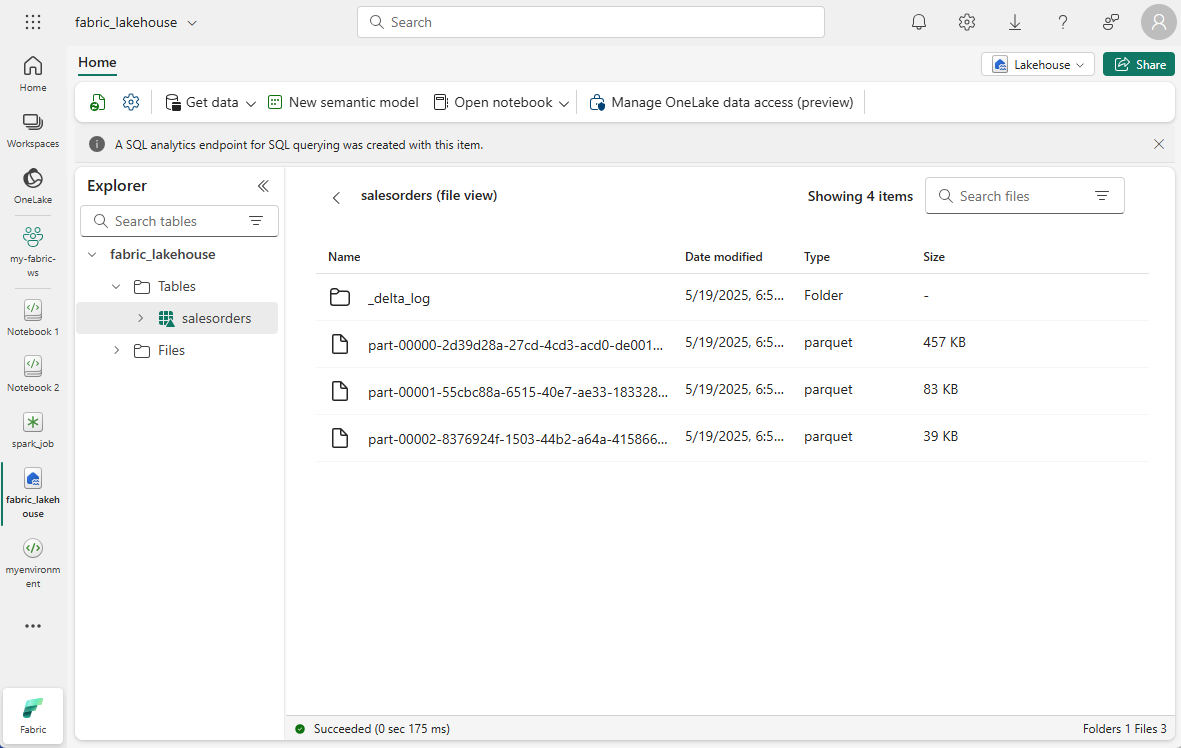 fabric_lakehouse
Search
Home
Lakehouse
Share
Get data
New semantic model
Open notebook
Manage OneLake data access (preview)
A SQL analytics endpoint for SQL querying was created with this item.
Home
Workspaces
OneLake
my-fabric-
ws
Notebook 1
Notebook 2
spark_job
fabric_lakeh
ouse
myenvironm
ent
Fabric
Explorer
Search tables
fabric_lakehouse
Tables
salesorders
Files
salesorders (file view)
Showing 4 items
Search files
Name Date modified Type Size
_delta_log 5/19/2025, 6:5... Folder -
part-00000-2d39d28a-27cd-4cd3-acd0-de001... 5/19/2025, 6:5... parquet 457 KB
part-00001-55cbc88a-6515-40e7-ae33-183328... 5/19/2025, 6:5... parquet 83 KB
part-00002-8376924f-1503-44b2-a64a-415866... 5/19/2025, 6:5... parquet 39 KB
Succeeded (0 sec 175 ms)
Folders 1 Files 3